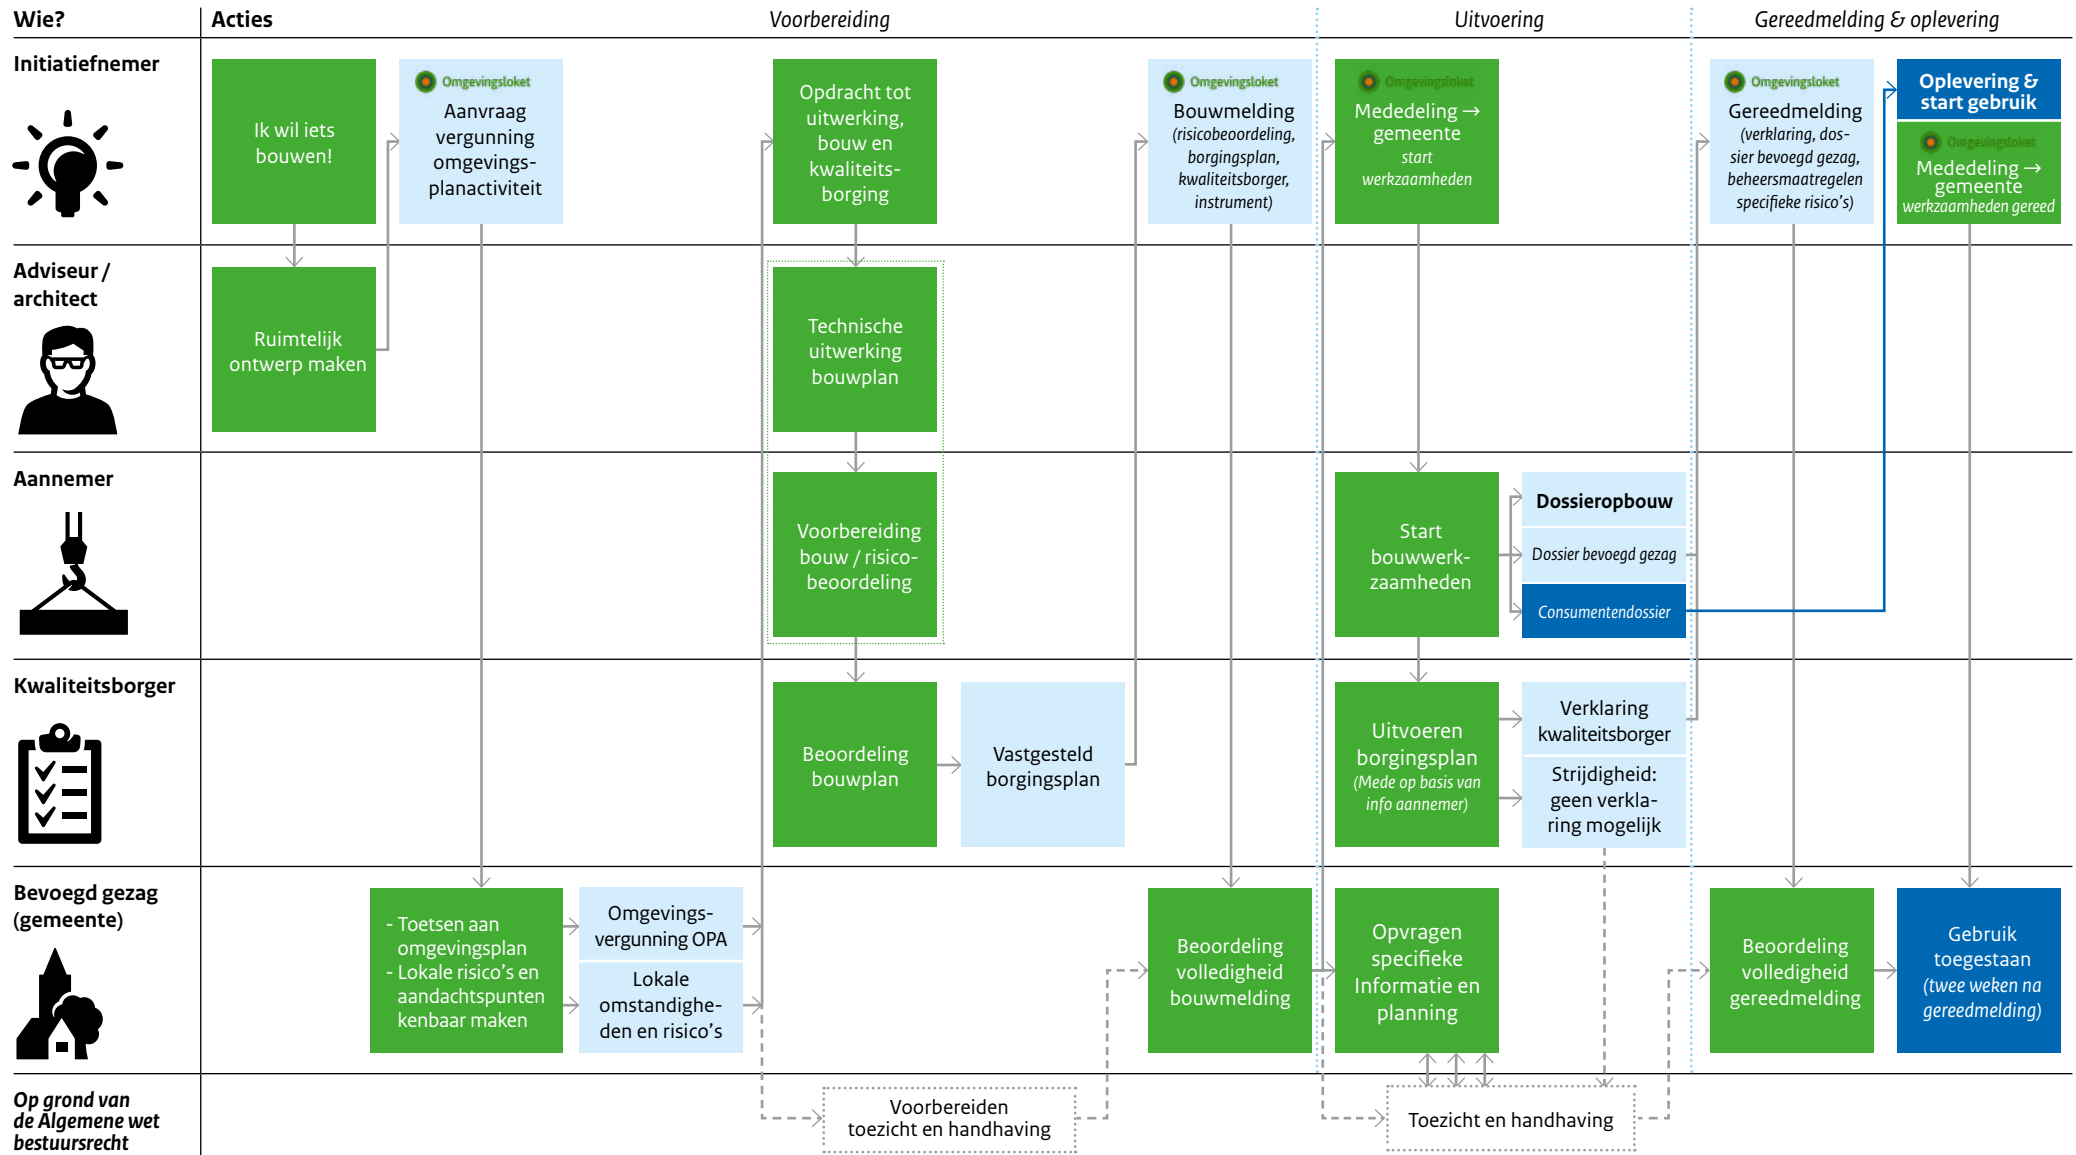 Wie?
Acties
Voorbereiding
Uitvoering
Gereedmelding & oplevering
Initiatiefnemer
Ik wil iets
bouwen!
Omgevingsloket
Aanvraag
vergunning
omgevings-
planactiviteit
Opdracht tot
uitwerking,
bouw en
kwaliteits-
borging
Omgevingsloket
Bouwmelding
(risicobeoordeling,
borgingsplan,
kwaliteitsborger,
instrument)
Omgevingsloket
Mededeling →
gemeente
start
werkzaamheden
Omgevingsloket
Gereedmelding
(verklaring, dos-
sier bevoegd gezag,
beheersmaatregelen
specifieke risico's)
Oplevering &
start gebruik
Omgevingsloket
Mededeling →
gemeente
werkzaamheden gereed
Adviseur /
architect
Ruimtelijk
ontwerp maken
Technische
uitwerking
bouwplan
Aannemer
Voorbereiding
bouw / risico-
beoordeling
Start
bouwwerk-
zaamheden
Dossieropbouw
Dossier bevoegd gezag
Consumentendossier
Kwaliteitsborger
Beoordeling
bouwplan
Vastgesteld
borgingsplan
Uitvoeren
borgingsplan
(Mede op basis van
info aannemer)
Verklaring
kwaliteitsborger
Strijdigheid:
geen verkla-
ring mogelijk
Bevoegd gezag
(gemeente)
- Toetsen aan
omgevingsplan
- Lokale risico's en
aandachtspunten
kenbaar maken
Omgevings-
vergunning OPA
Lokale
omstandighe-
den en risico's
Beoordeling
volledigheid
bouwmelding
Opvragen
specifieke
Informatie en
planning
Beoordeling
volledigheid
gereedmelding
Gebruik
toegestaan
(twee weken na
gereedmelding)
Op grond van
de Algemene wet
bestuursrecht
Voorbereiden
toezicht en handhaving
Toezicht en handhaving